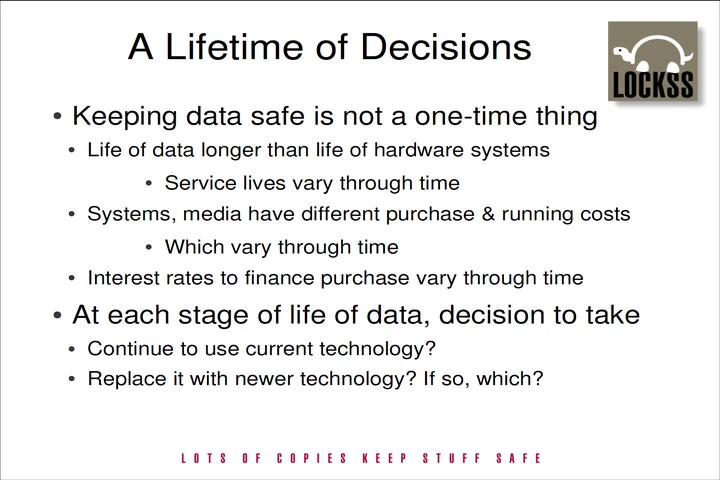 A Lifetime of Decisions
LOCKSS
• Keeping data safe is not a one-time thing
• Life of data longer than life of hardware systems
• Service lives vary through time
• Systems, media have different purchase & running costs
• Which vary through time
• Interest rates to finance purchase vary through time
• At each stage of life of data, decision to take
• Continue to use current technology?
• Replace it with newer technology? If so, which?
LOTS OF COPIES KEEP STUFF SAFE